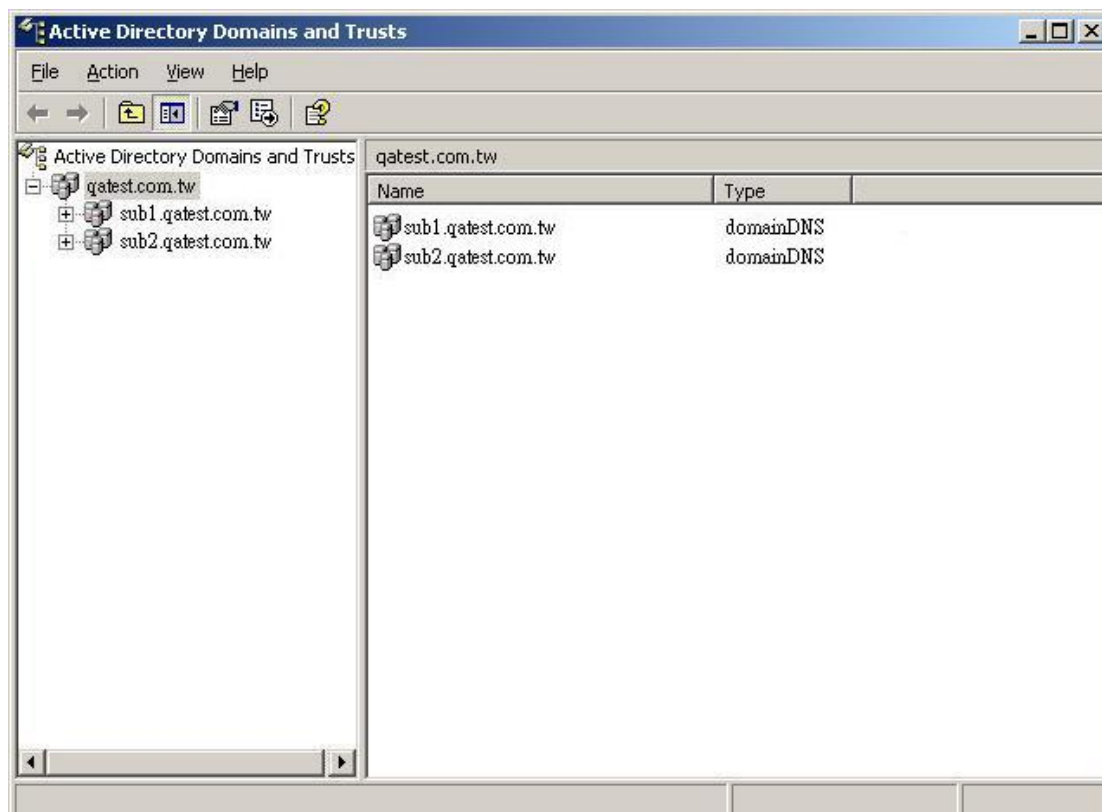 Active Directory Domains and Trusts
File Action View Help
Active Directory Domains and Trusts
qatest.com.tw
sub1.qatest.com.tw
sub2.qatest.com.tw
qatest.com.tw
Name Type
sub1.qatest.com.tw domainDNS
sub2.qatest.com.tw domainDNS